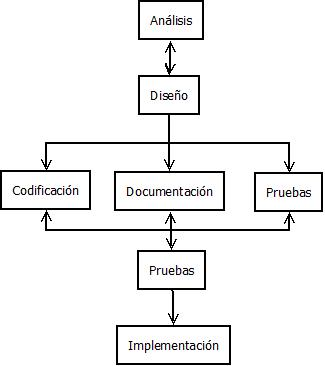 Análisis
Diseño
Codificación
Documentación
Pruebas
Pruebas
Implementación